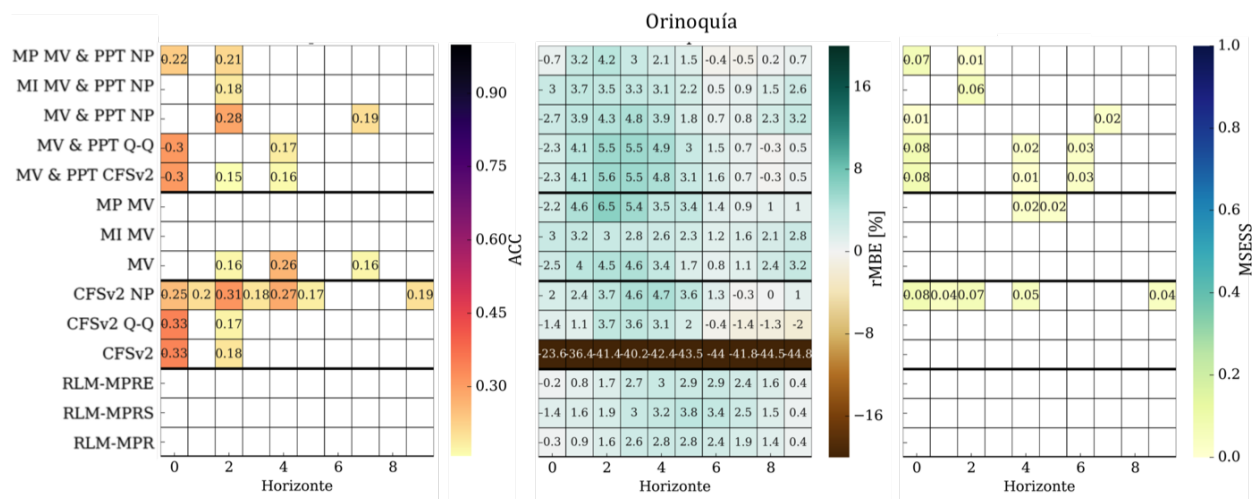 Orinoquía
MP MV & PPT NP 0.22 0.21 -0.7 3.2 4.2 3 2.1 1.5 -0.4 -0.5 0.2 0.7 0.07 0.01
MI MV & PPT NP 0.18 3 3.7 3.5 3.3 3.1 2.2 0.5 0.9 1.5 2.6 0.06
MV & PPT NP 0.28 0.19 -2.7 3.9 4.3 4.8 3.9 1.8 0.7 0.8 2.3 3.2 0.01 0.02
MV & PPT Q-Q -0.3 0.17 -2.3 4.1 5.5 5.5 4.9 3 1.5 0.7 -0.3 0.5 0.08 0.02 0.03
MV & PPT CFSv2 -0.3 0.15 0.16 -2.3 4.1 5.6 5.5 4.8 3 1.5 0.7 -0.3 0.5 0.08 0.01 0.03
MP MV -2.2 4.6 6.5 5.4 3.5 3.4 1.4 0.9 1 1 0.02 0.02
MI MV 3 3.2 3 2.8 2.6 2.3 1.2 1.6 2.1 2.8
MV 0.16 0.26 0.16 -2.5 4 4.5 4.6 3.4 1.7 0.8 1.1 2.4 3.2
CFSv2 NP 0.25 0.2 0.31 0.18 0.27 0.17 0.19 2 2.4 3.7 4.6 4.7 3.6 1.3 -0.3 0 1 0.08 0.04 0.07 0.05 0.04
CFSv2 Q-Q 0.33 0.17 -1.4 1.1 3.7 3.6 3.1 2 -0.4 -1.4 -1.3 -2
CFSv2 0.33 0.18 -23.6 -36.4 -41.4 -40.2 -42.4 -43.5 -44 -41.8 -44.5 -44.8
RLM-MPRE -0.2 0.8 1.7 2.7 3 2.9 2.9 2.4 1.6 0.4
RLM-MPRS -1.4 1.6 1.9 3 3.2 3.8 3.4 2.5 1.5 0.4
RLM-MPR -0.3 0.9 1.6 2.6 2.8 2.8 2.4 1.9 1.4 0.4
0 2 4 6 8
Horizonte
0.90
0.75
0.60
0.45
0.30
ACC
0 2 4 6 8
Horizonte
16
8
0
−8
−16
rMBE [%]
0 2 4 6 8
Horizonte
1.0
0.8
0.6
0.4
0.2
0.0
MSESS